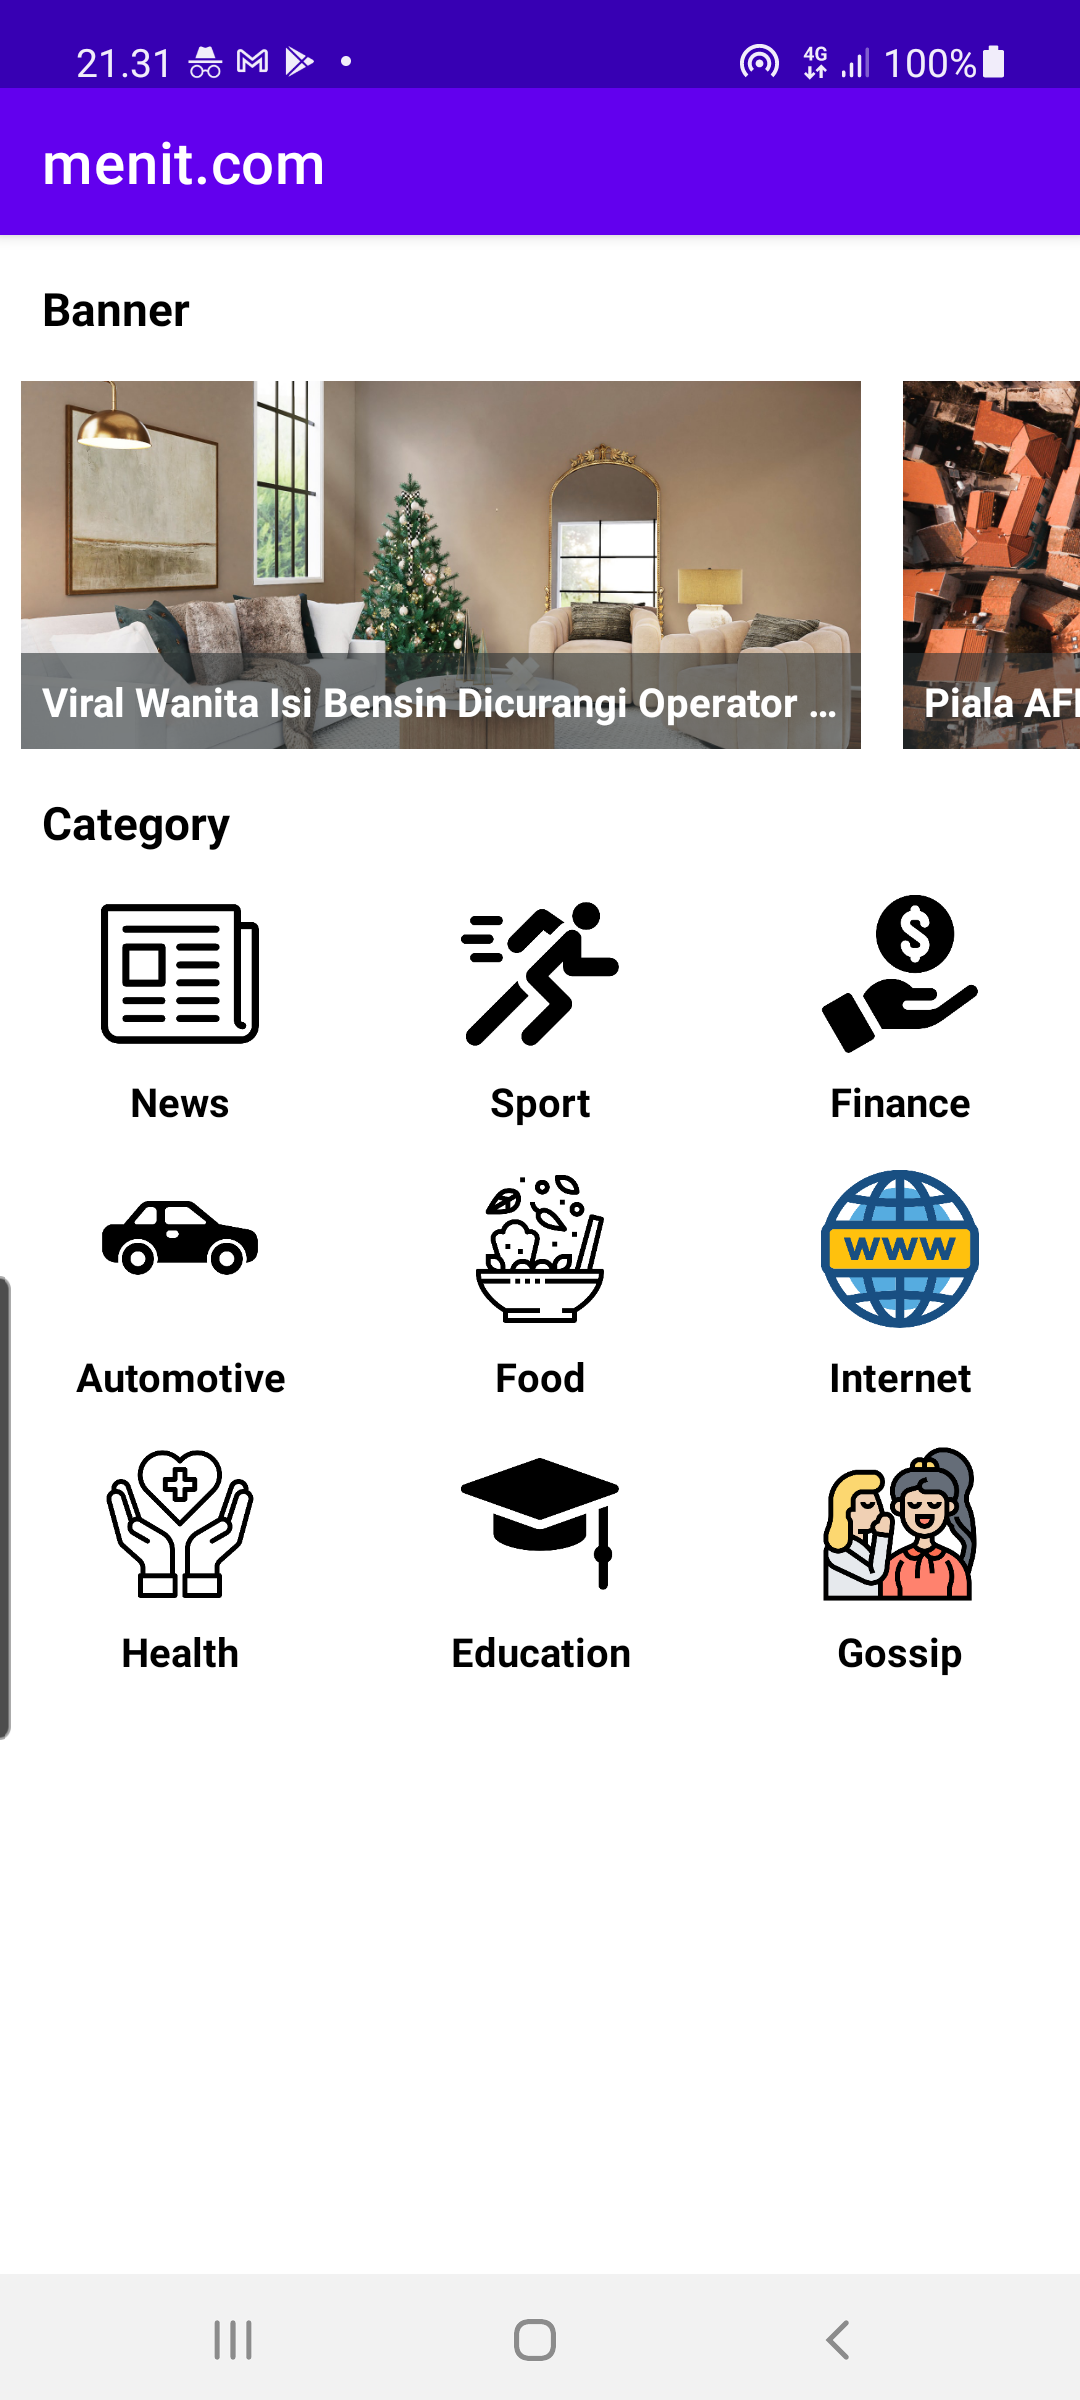 21.31
4G
100%
menit.com
Banner
Viral Wanita Isi Bensin Dicurangi Operator ...
Piala AF
Category
News
Sport
Finance
Automotive
Food
WWW
Internet
Health
Education
Gossip